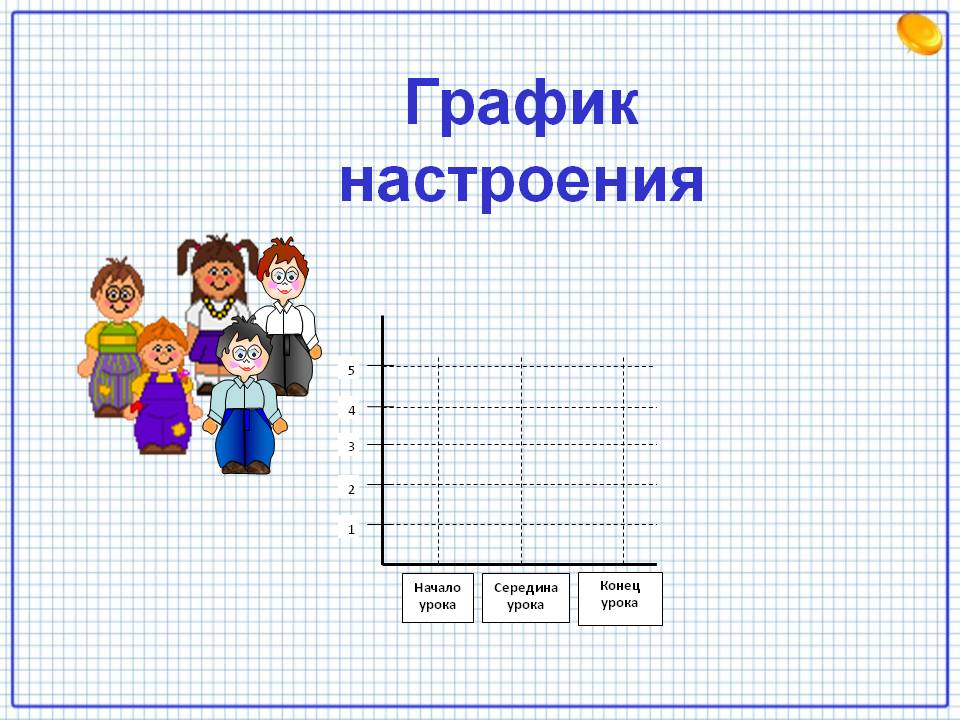 График
настроения
5
4
3
2
1
Начало
урока
Середина
урока
Конец
урока